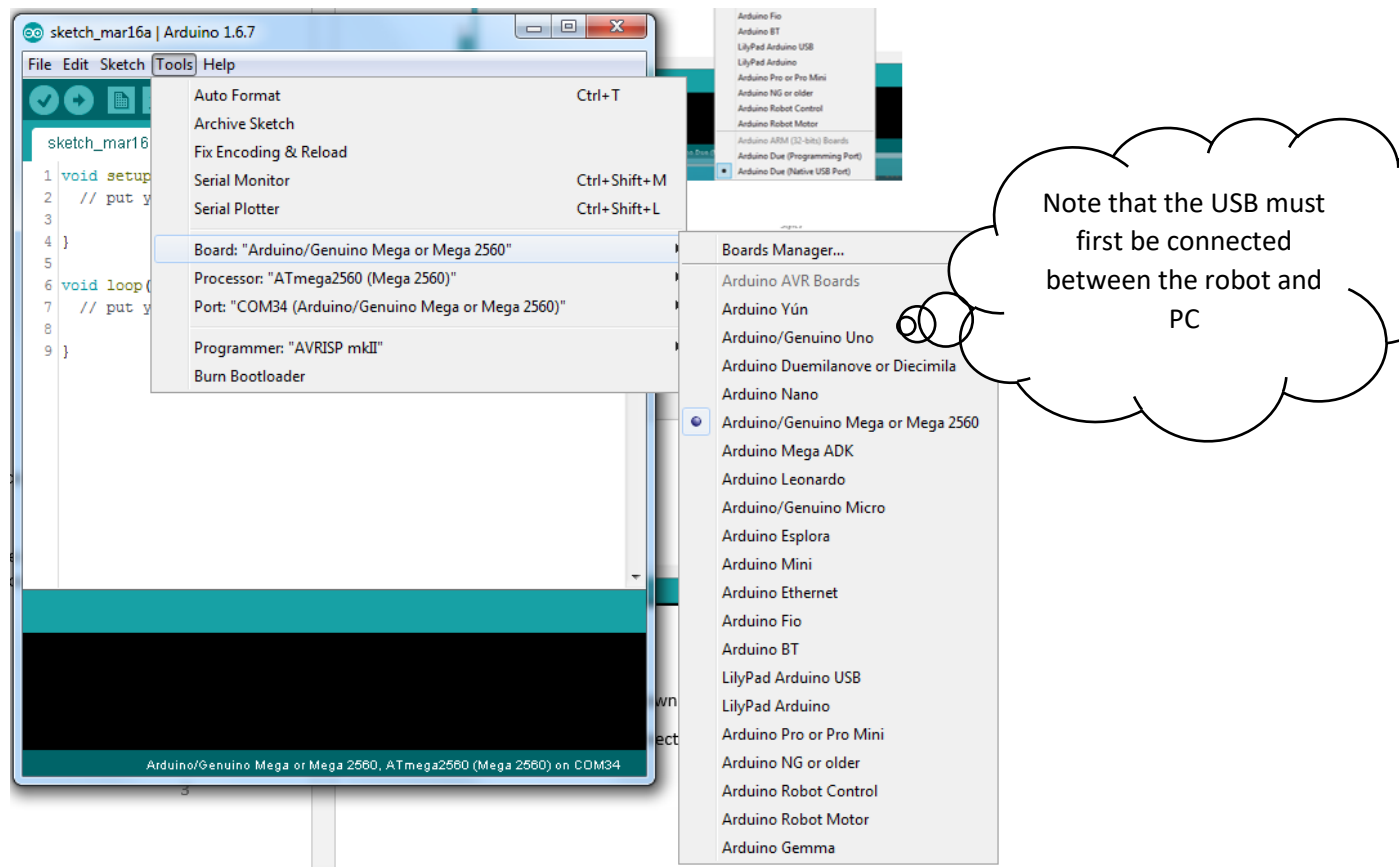 sketch_mar16a | Arduino 1.6.7
File Edit Sketch Tools Help
Auto Format Ctrl+T
Archive Sketch
Fix Encoding & Reload
Serial Monitor Ctrl+Shift+M
Serial Plotter Ctrl+Shift+L
Board: "Arduino/Genuino Mega or Mega 2560"
Processor: "ATmega2560 (Mega 2560)"
Port: "COM34 (Arduino/Genuino Mega or Mega 2560)"
Programmer: "AVRISP mkII"
Burn Bootloader
sketch_mar16
1 void setup
2 // put y
3
4 }
5
6 void loop(
7 // put y
8
9 }
Arduino/Genuino Mega or Mega 2560, ATmega2560 (Mega 2560) on COM34
3
wn
ect
Arduino Fio
Arduino BT
LilyPad Arduino USB
LilyPad Arduino
Arduino Pro or Pro Mini
Arduino NG or older
Arduino Robot Control
Arduino Robot Motor
Arduino ARM (32-bits) Boards
Arduino Due (Programming Port)
Arduino Due (Native USB Port)
Boards Manager...
Arduino AVR Boards
Arduino Yún
Arduino/Genuino Uno
Arduino Duemilanove or Diecimila
Arduino Nano
Arduino/Genuino Mega or Mega 2560
Arduino Mega ADK
Arduino Leonardo
Arduino/Genuino Micro
Arduino Esplora
Arduino Mini
Arduino Ethernet
Arduino Fio
Arduino BT
LilyPad Arduino USB
LilyPad Arduino
Arduino Pro or Pro Mini
Arduino NG or older
Arduino Robot Control
Arduino Robot Motor
Arduino Gemma
Note that the USB must
first be connected
between the robot and
PC